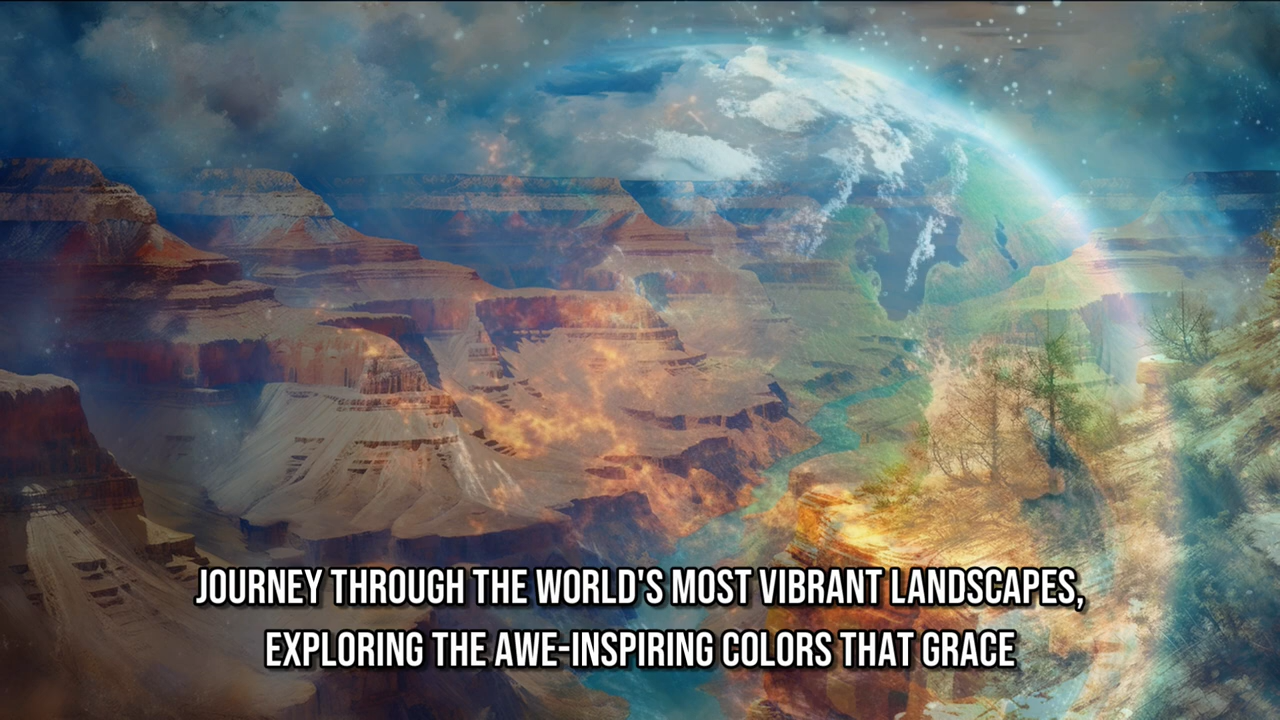 JOURNEY THROUGH THE WORLD'S MOST VIBRANT LANDSCAPES,
EXPLORING THE AWE-INSPIRING COLORS THAT GRACE